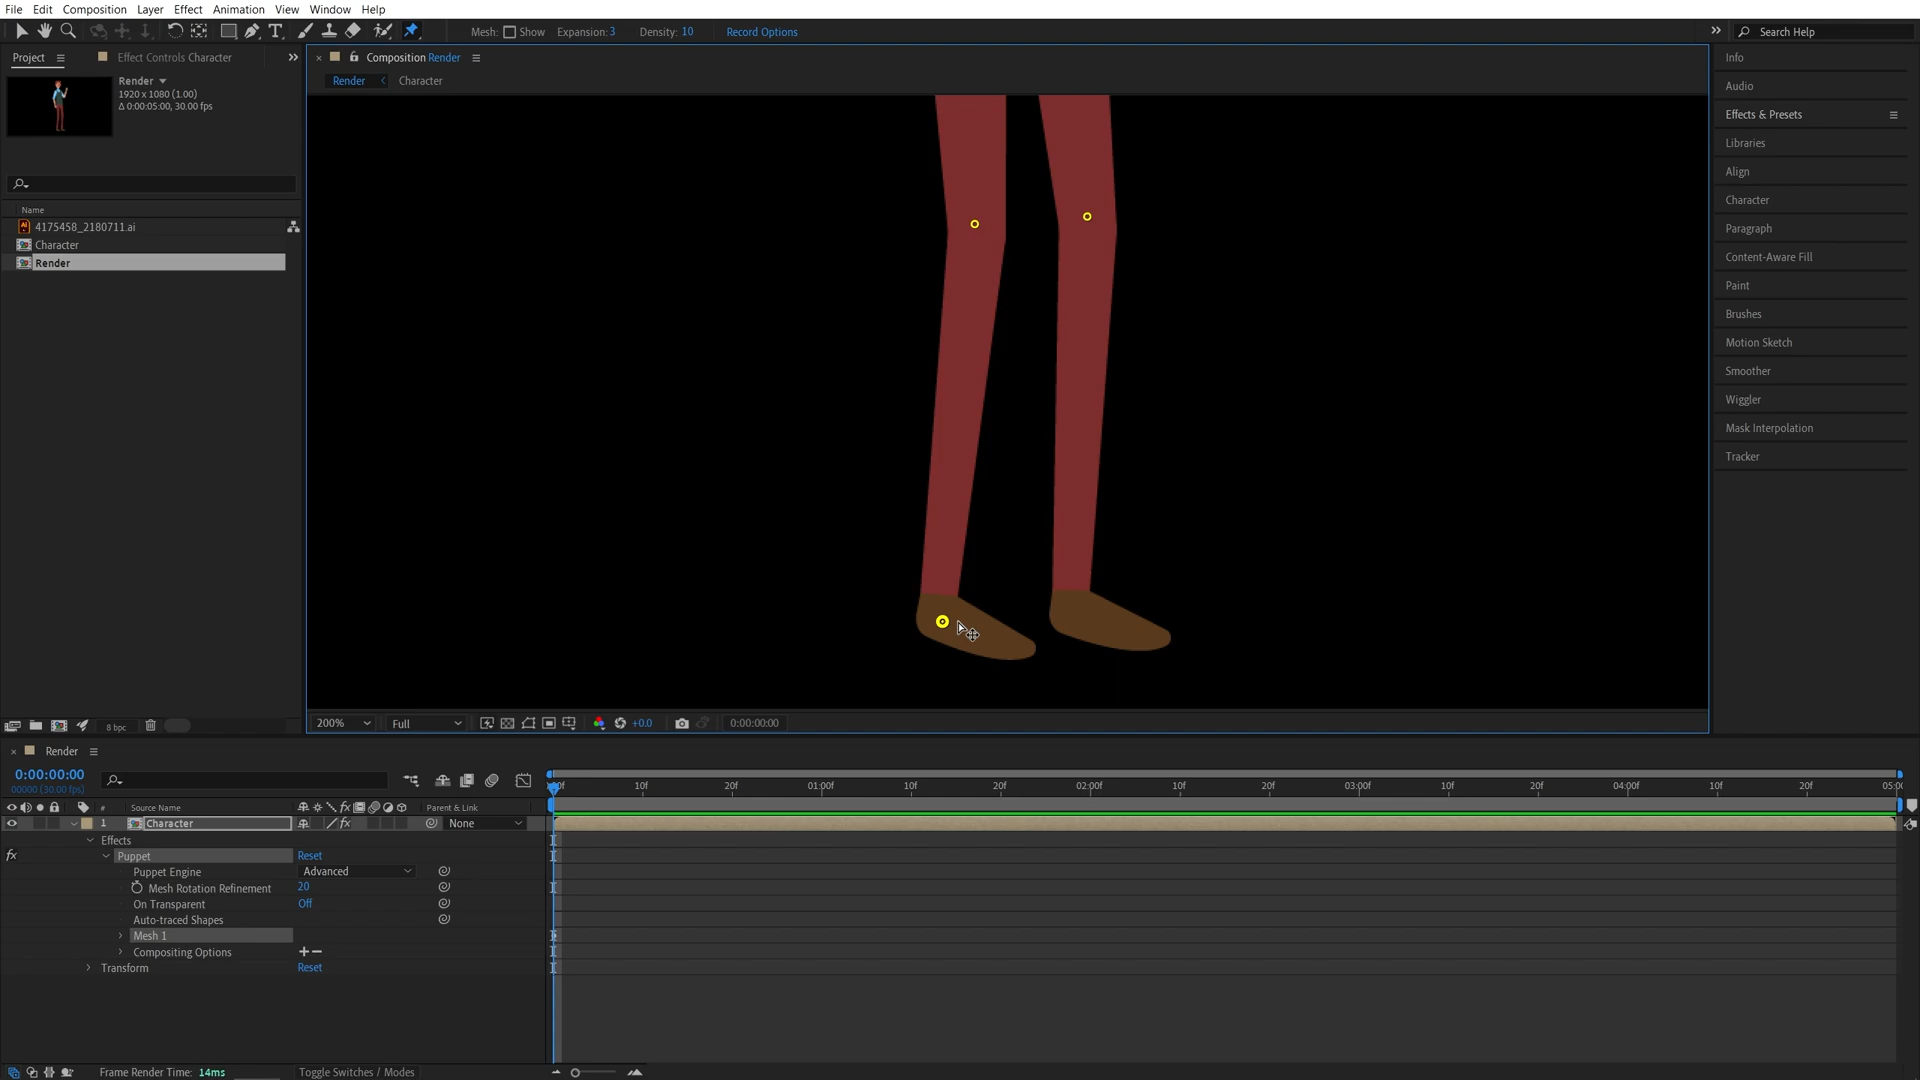 File Edit Composition Layer Effect Animation View Window Help
Mesh: Show Expansion: 3 Density: 10 Record Options Search Help
Project Effect Controls Character
Composition Render
Render Character
Render
1920 x 1080 (1.00)
Δ 0:00:05:00, 30.00 fps
Name
4175458_2180711.ai
Character
Render
Info
Audio
Effects & Presets
Libraries
Align
Character
Paragraph
Content-Aware Fill
Paint
Brushes
Motion Sketch
Smoother
Wiggler
Mask Interpolation
Tracker
8 bpc
200% Full +0.0 0:00:00:00
Render
0:00:00:00
00000 (30.00 fps)
10f 20f 01:00f 10f 20f 02:00f 10f 20f 03:00f 10f 20f 04:00f 10f 20f 05:00
# Source Name Parent & Link
1 Character None
Effects
fx Puppet Reset
Puppet Engine Advanced
Mesh Rotation Refinement 20
On Transparent Off
Auto-traced Shapes
Mesh 1
Compositing Options
Transform Reset
Frame Render Time: 14ms Toggle Switches / Modes